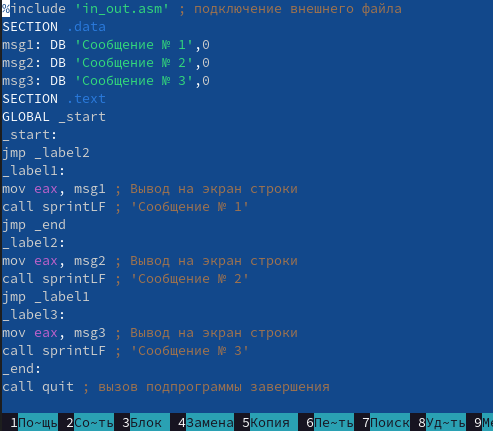 %include 'in_out.asm' ; подключение внешнего файла
SECTION .data
msg1: DB 'Сообщение № 1',0
msg2: DB 'Сообщение № 2',0
msg3: DB 'Сообщение № 3',0
SECTION .text
GLOBAL _start
_start:
jmp _label2
_label1:
mov eax, msg1 ; Вывод на экран строки
call sprintLF ; 'Сообщение № 1'
jmp _end
_label2:
mov eax, msg2 ; Вывод на экран строки
call sprintLF ; 'Сообщение № 2'
jmp _label1
_label3:
mov eax, msg3 ; Вывод на экран строки
call sprintLF ; 'Сообщение № 3'
_end:
call quit ; вызов подпрограммы завершения
1По~щь 2Со~ть 3Блок 4Замена 5Копия 6Пе~ть 7Поиск 8Уд~ть 9Ме